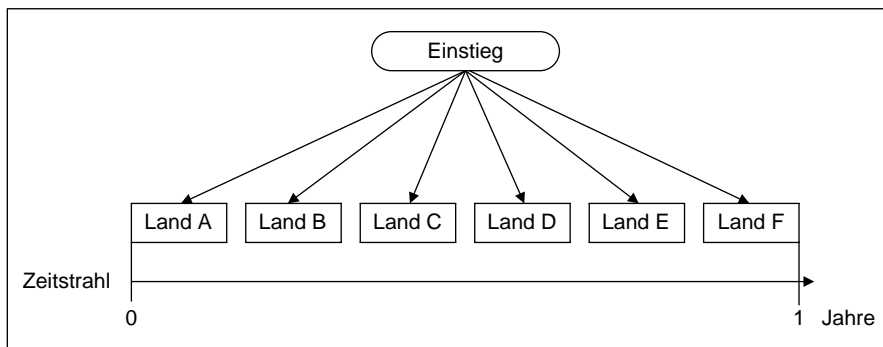 Einstieg
Land A Land B Land C Land D Land E Land F
Zeitstrahl
0 1 Jahre